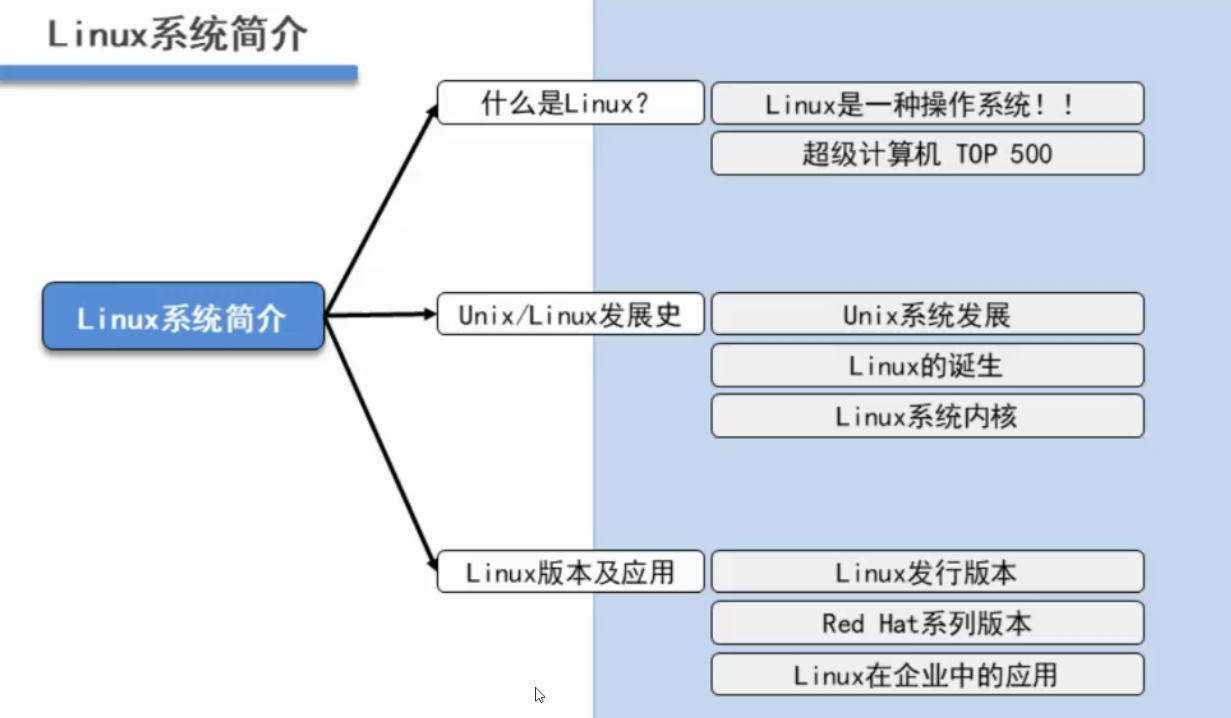 Linux系统简介
什么是Linux？
Linux是一种操作系统！！
超级计算机 TOP 500
Linux系统简介
Unix/Linux发展史
Unix系统发展
Linux的诞生
Linux系统内核
Linux版本及应用
Linux发行版本
Red Hat系列版本
Linux在企业中的应用